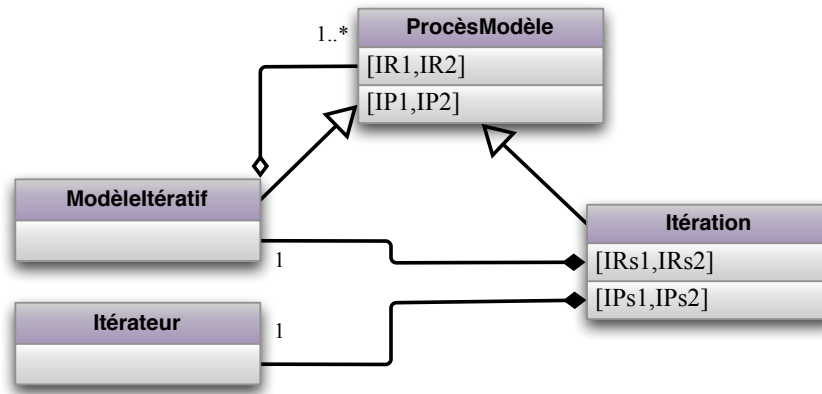 ProcèsModèle
1..*
[IR1,IR2]
[IP1,IP2]
ModèleItératif
Itération
1
[IRs1,IRs2]
[IPs1,IPs2]
Itérateur
1